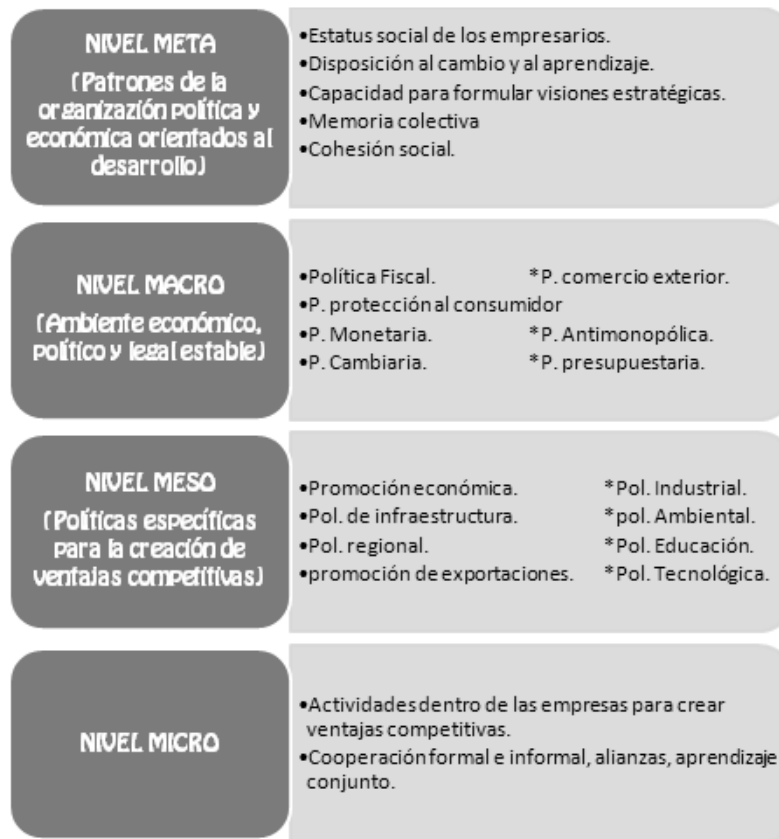 NIVEL META
(Patrones de la
organización política y
económica orientados al
desarrollo)
•Estatus social de los empresarios.
•Disposición al cambio y al aprendizaje.
•Capacidad para formular visiones estratégicas.
•Memoria colectiva
•Cohesión social.
NIVEL MACRO
(Ambiente económico,
político y legal estable)
•Política Fiscal. *P. comercio exterior.
•P. protección al consumidor
•P. Monetaria. *P. Antimonopólica.
•P. Cambiaria. *P. presupuestaria.
NIVEL MESO
(Políticas específicas
para la creación de
ventajas competitivas)
•Promoción económica. *Pol. Industrial.
•Pol. de infraestructura. *pol. Ambiental.
•Pol. regional. *Pol. Educación.
•promoción de exportaciones. *Pol. Tecnológica.
NIVEL MICRO
•Actividades dentro de las empresas para crear
ventajas competitivas.
•Cooperación formal e informal, alianzas, aprendizaje
conjunto.